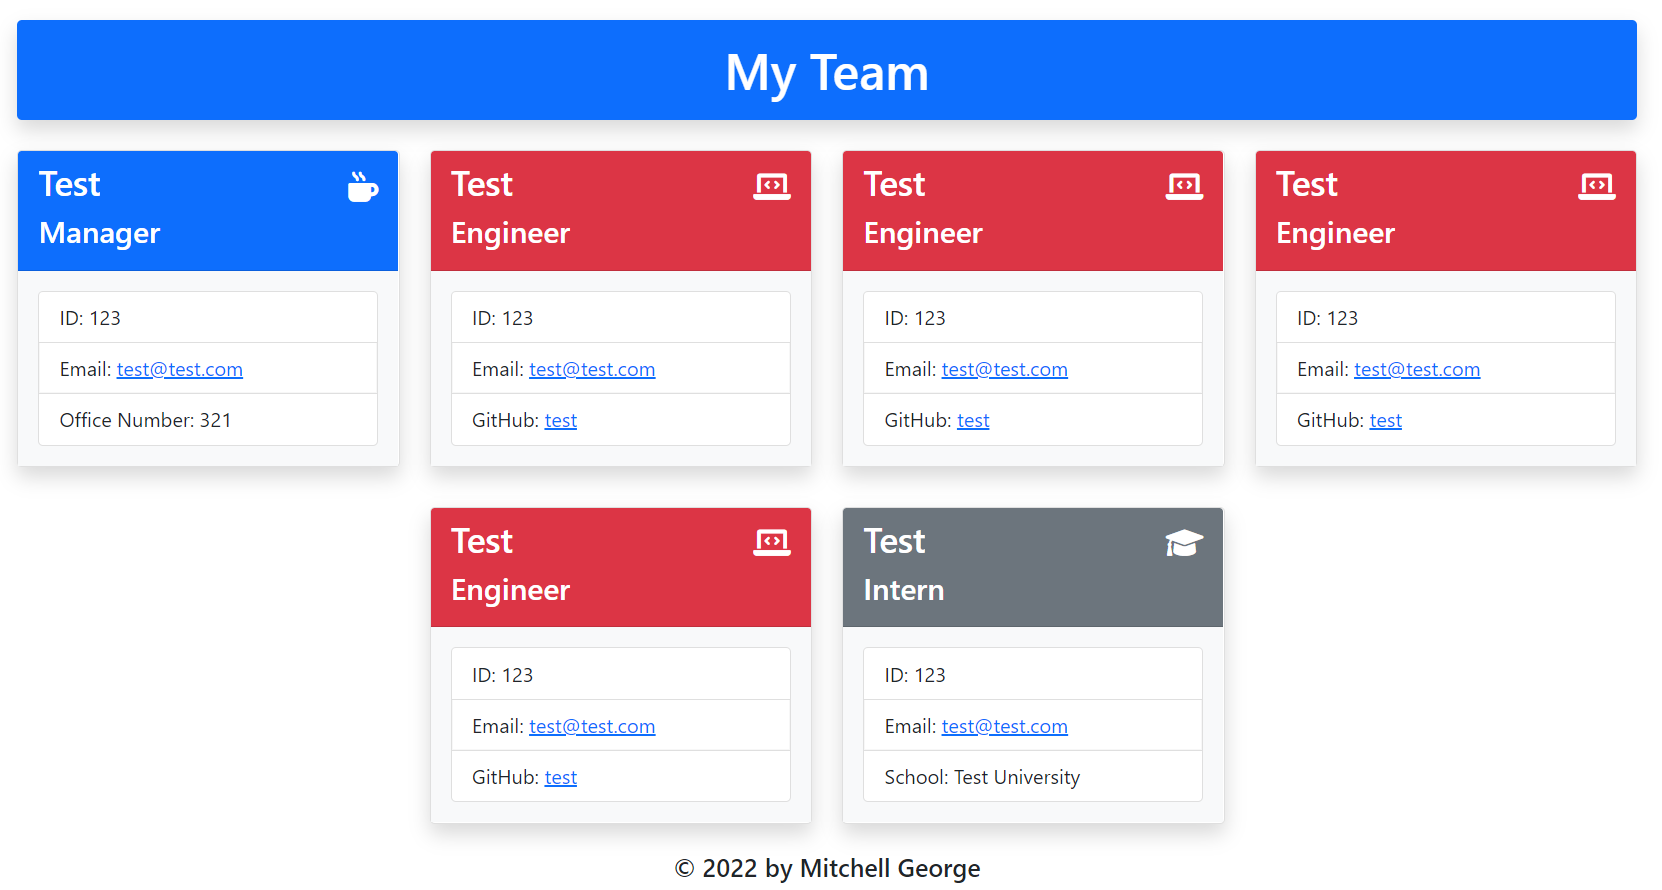 My Team
Test
Manager
ID: 123
Email: test@test.com
Office Number: 321
Test
Engineer
ID: 123
Email: test@test.com
GitHub: test
Test
Engineer
ID: 123
Email: test@test.com
GitHub: test
Test
Engineer
ID: 123
Email: test@test.com
GitHub: test
Test
Engineer
ID: 123
Email: test@test.com
GitHub: test
Test
Intern
ID: 123
Email: test@test.com
School: Test University
© 2022 by Mitchell George